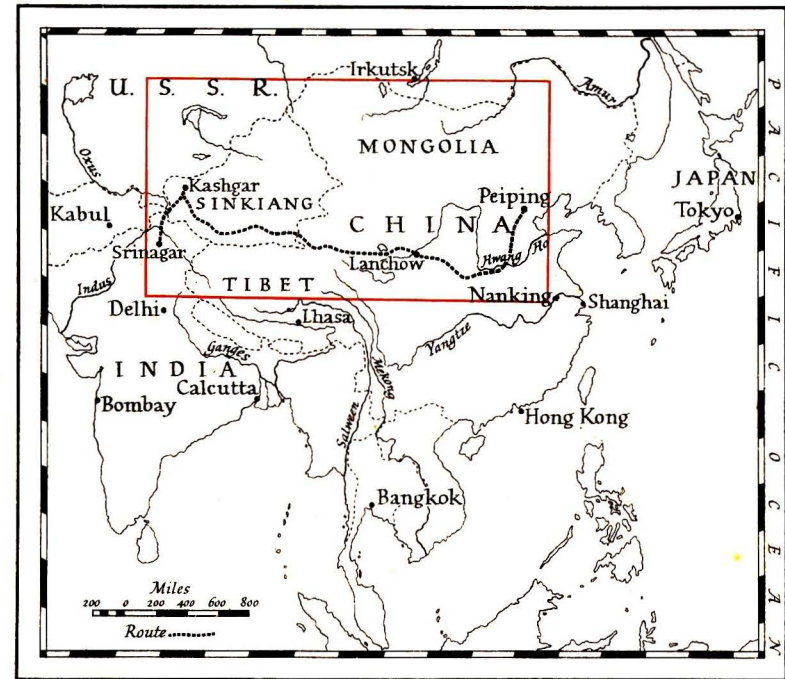 Irkutsk
U. S. S. R.
Amur
MONGOLIA
Oxus
Kashgar
SINKIANG
Peiping
JAPAN
Kabul
CHINA
Tokyo
Srinagar
Lanchow
Hwang Ho
TIBET
Indus
Nanking
Shanghai
Delhi
Lhasa
Yangtze
Ganges
Mekong
INDIA
Calcutta
Bombay
Salween
Hong Kong
Bangkok
Miles
200 0 200 400 600 800
Route
PACIFIC OCEAN